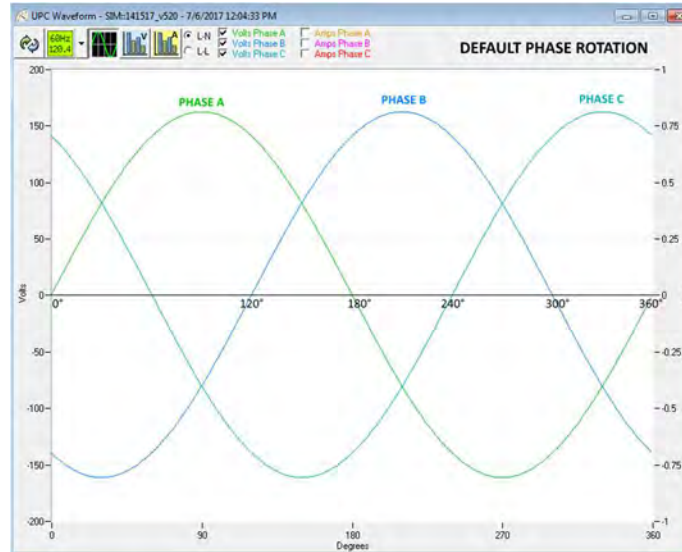 UPC Waveform - SIM:141517_v520 - 7/6/2017 12:04:33 PM
60Hz
120.4
V
A
L-N
L-L
Volts Phase A
Volts Phase B
Volts Phase C
Amps Phase A
Amps Phase B
Amps Phase C
DEFAULT PHASE ROTATION
PHASE A
PHASE B
PHASE C
200
150
100
50
0
-50
-100
-150
-200
Volts
1
0.75
0.5
0.25
0
-0.25
-0.5
-0.75
-1
0°
120°
180°
240°
300°
360°
0
90
180
270
360
Degrees